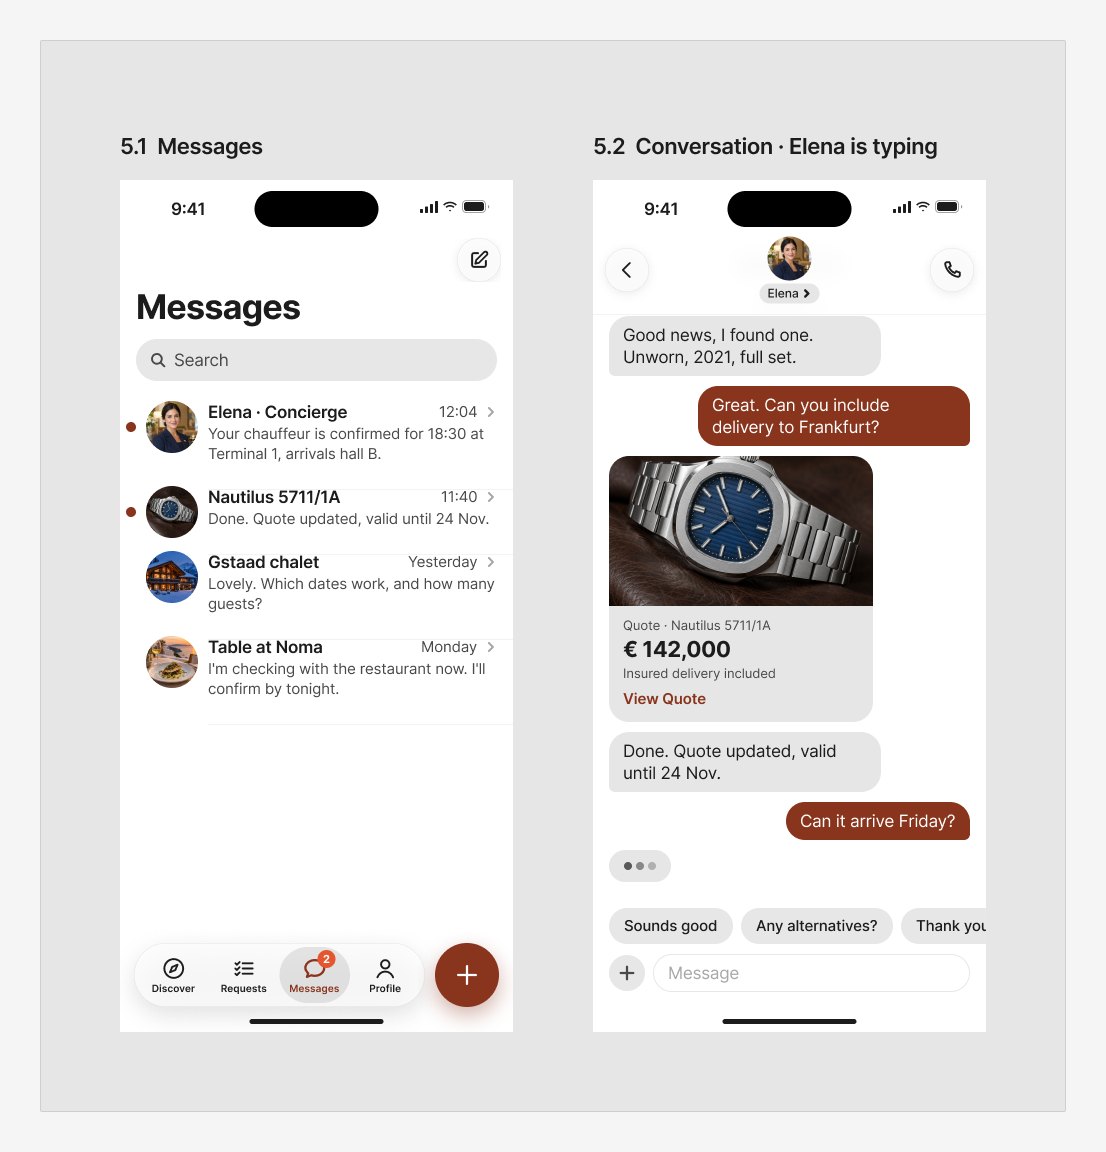 5.1 Messages
9:41
Messages
Search
Elena · Concierge 12:04
Your chauffeur is confirmed for 18:30 at
Terminal 1, arrivals hall B.
Nautilus 5711/1A 11:40
Done. Quote updated, valid until 24 Nov.
Gstaad chalet Yesterday
Lovely. Which dates work, and how many
guests?
Table at Noma Monday
I'm checking with the restaurant now. I'll
confirm by tonight.
2
Discover Requests Messages Profile
5.2 Conversation · Elena is typing
9:41
Elena
Good news, I found one.
Unworn, 2021, full set.
Great. Can you include
delivery to Frankfurt?
Quote · Nautilus 5711/1A
€ 142,000
Insured delivery included
View Quote
Done. Quote updated, valid
until 24 Nov.
Can it arrive Friday?
Sounds good Any alternatives? Thank you
Message